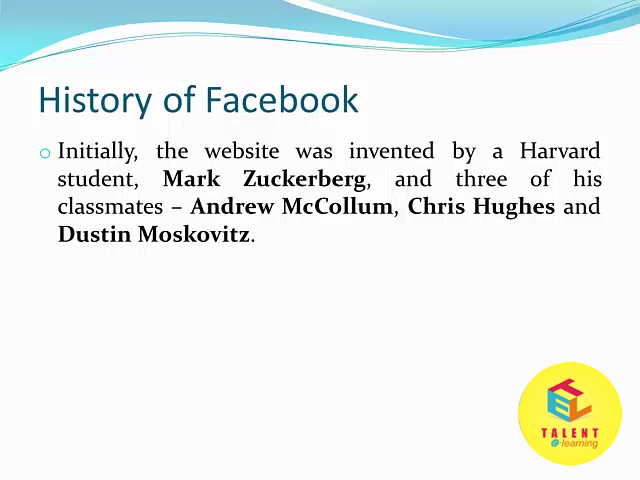 History of Facebook
Initially, the website was invented by a Harvard
student, Mark Zuckerberg, and three of his
classmates – Andrew McCollum, Chris Hughes and
Dustin Moskovitz.
TEL
TALENT
e-learning